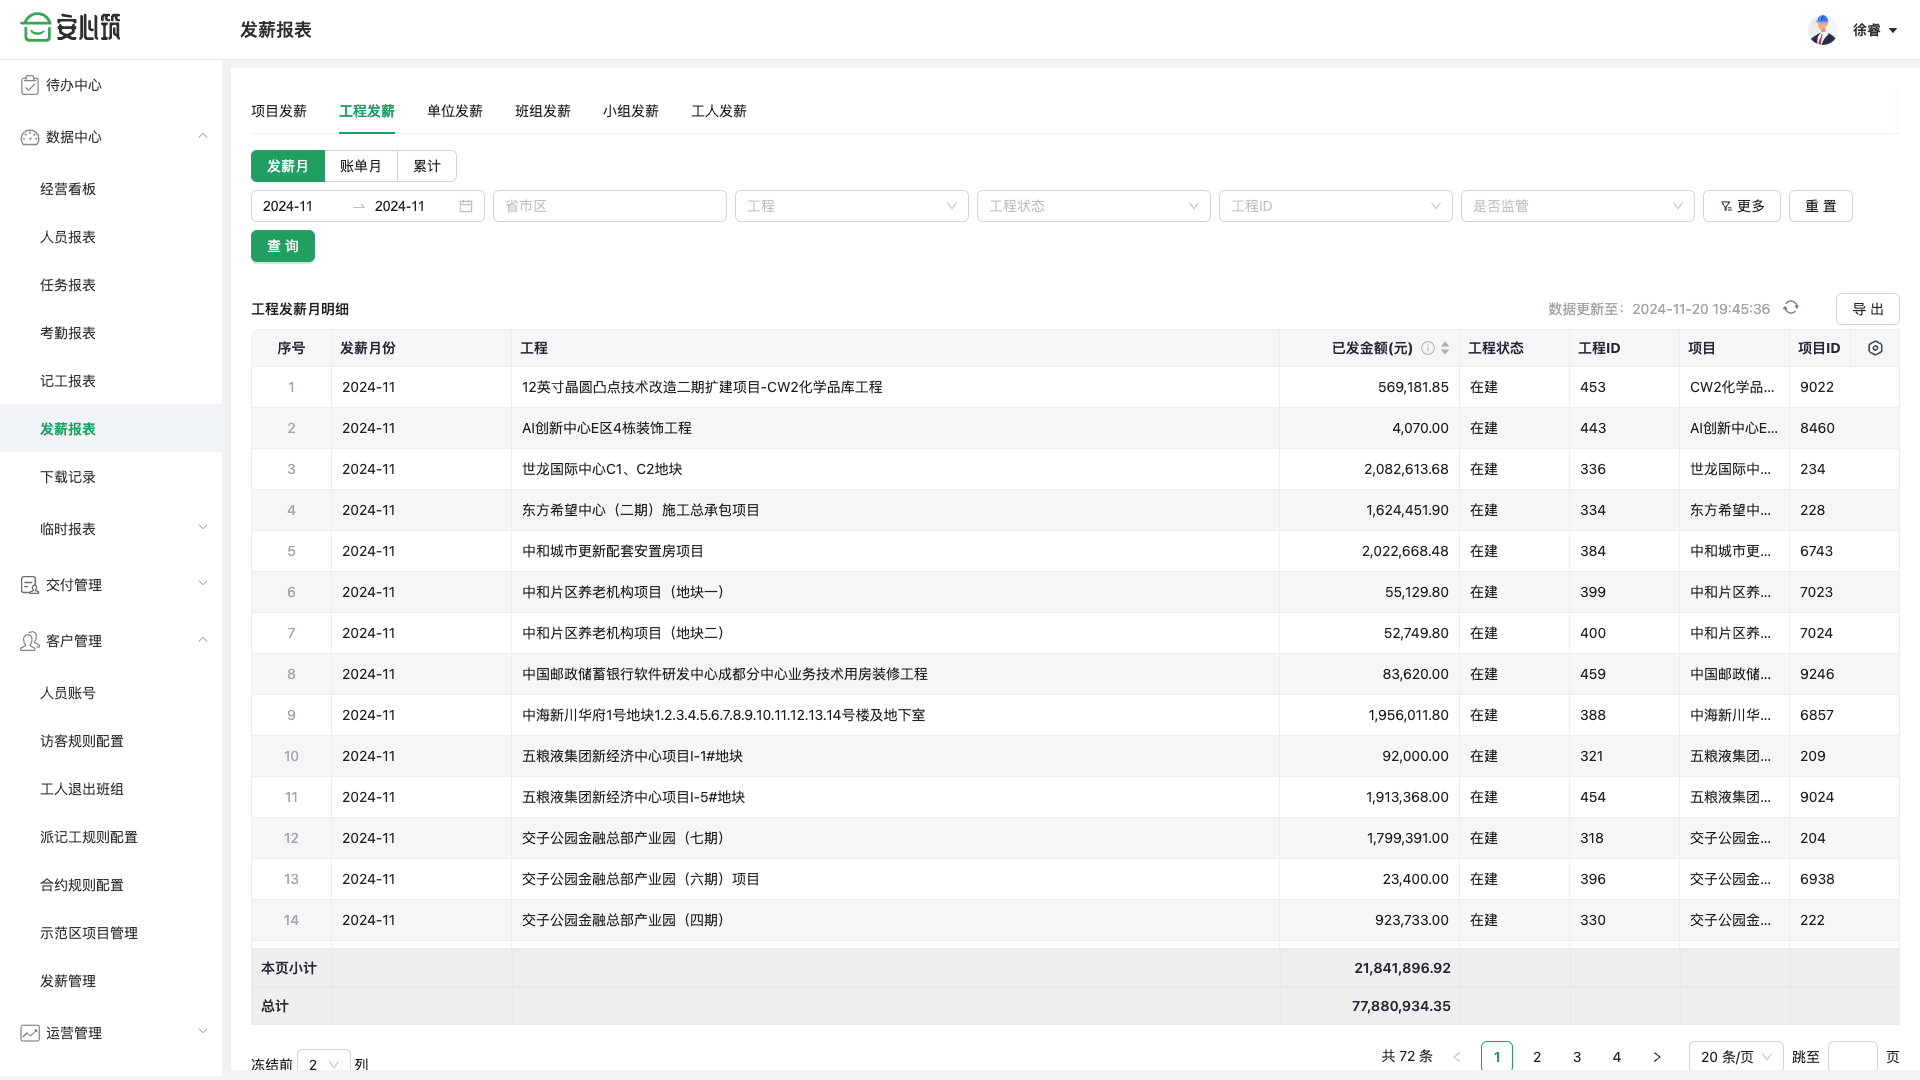 安心筑
发薪报表
徐睿
待办中心
数据中心
经营看板
人员报表
任务报表
考勤报表
记工报表
发薪报表
下载记录
临时报表
交付管理
客户管理
人员账号
访客规则配置
工人退出班组
派记工规则配置
合约规则配置
示范区项目管理
发薪管理
运营管理
项目发薪 工程发薪 单位发薪 班组发薪 小组发薪 工人发薪
发薪月 账单月 累计
2024-11 → 2024-11 省市区 工程 工程状态 工程ID 是否监管 更多 重 置
查 询
工程发薪月明细 数据更新至：2024-11-20 19:45:36 导 出
序号 发薪月份 工程 已发金额(元) 工程状态 工程ID 项目 项目ID
1 2024-11 12英寸晶圆凸点技术改造二期扩建项目-CW2化学品库工程 569,181.85 在建 453 CW2化学品... 9022
2 2024-11 AI创新中心E区4栋装饰工程 4,070.00 在建 443 AI创新中心E... 8460
3 2024-11 世龙国际中心C1、C2地块 2,082,613.68 在建 336 世龙国际中... 234
4 2024-11 东方希望中心（二期）施工总承包项目 1,624,451.90 在建 334 东方希望中... 228
5 2024-11 中和城市更新配套安置房项目 2,022,668.48 在建 384 中和城市更... 6743
6 2024-11 中和片区养老机构项目（地块一） 55,129.80 在建 399 中和片区养... 7023
7 2024-11 中和片区养老机构项目（地块二） 52,749.80 在建 400 中和片区养... 7024
8 2024-11 中国邮政储蓄银行软件研发中心成都分中心业务技术用房装修工程 83,620.00 在建 459 中国邮政储... 9246
9 2024-11 中海新川华府1号地块1.2.3.4.5.6.7.8.9.10.11.12.13.14号楼及地下室 1,956,011.80 在建 388 中海新川华... 6857
10 2024-11 五粮液集团新经济中心项目I-1#地块 92,000.00 在建 321 五粮液集团... 209
11 2024-11 五粮液集团新经济中心项目I-5#地块 1,913,368.00 在建 454 五粮液集团... 9024
12 2024-11 交子公园金融总部产业园（七期） 1,799,391.00 在建 318 交子公园金... 204
13 2024-11 交子公园金融总部产业园（六期）项目 23,400.00 在建 396 交子公园金... 6938
14 2024-11 交子公园金融总部产业园（四期） 923,733.00 在建 330 交子公园金... 222
本页小计 21,841,896.92
总计 77,880,934.35
冻结前 2 列 共 72 条 < 1 2 3 4 > 20 条/页 跳至 页